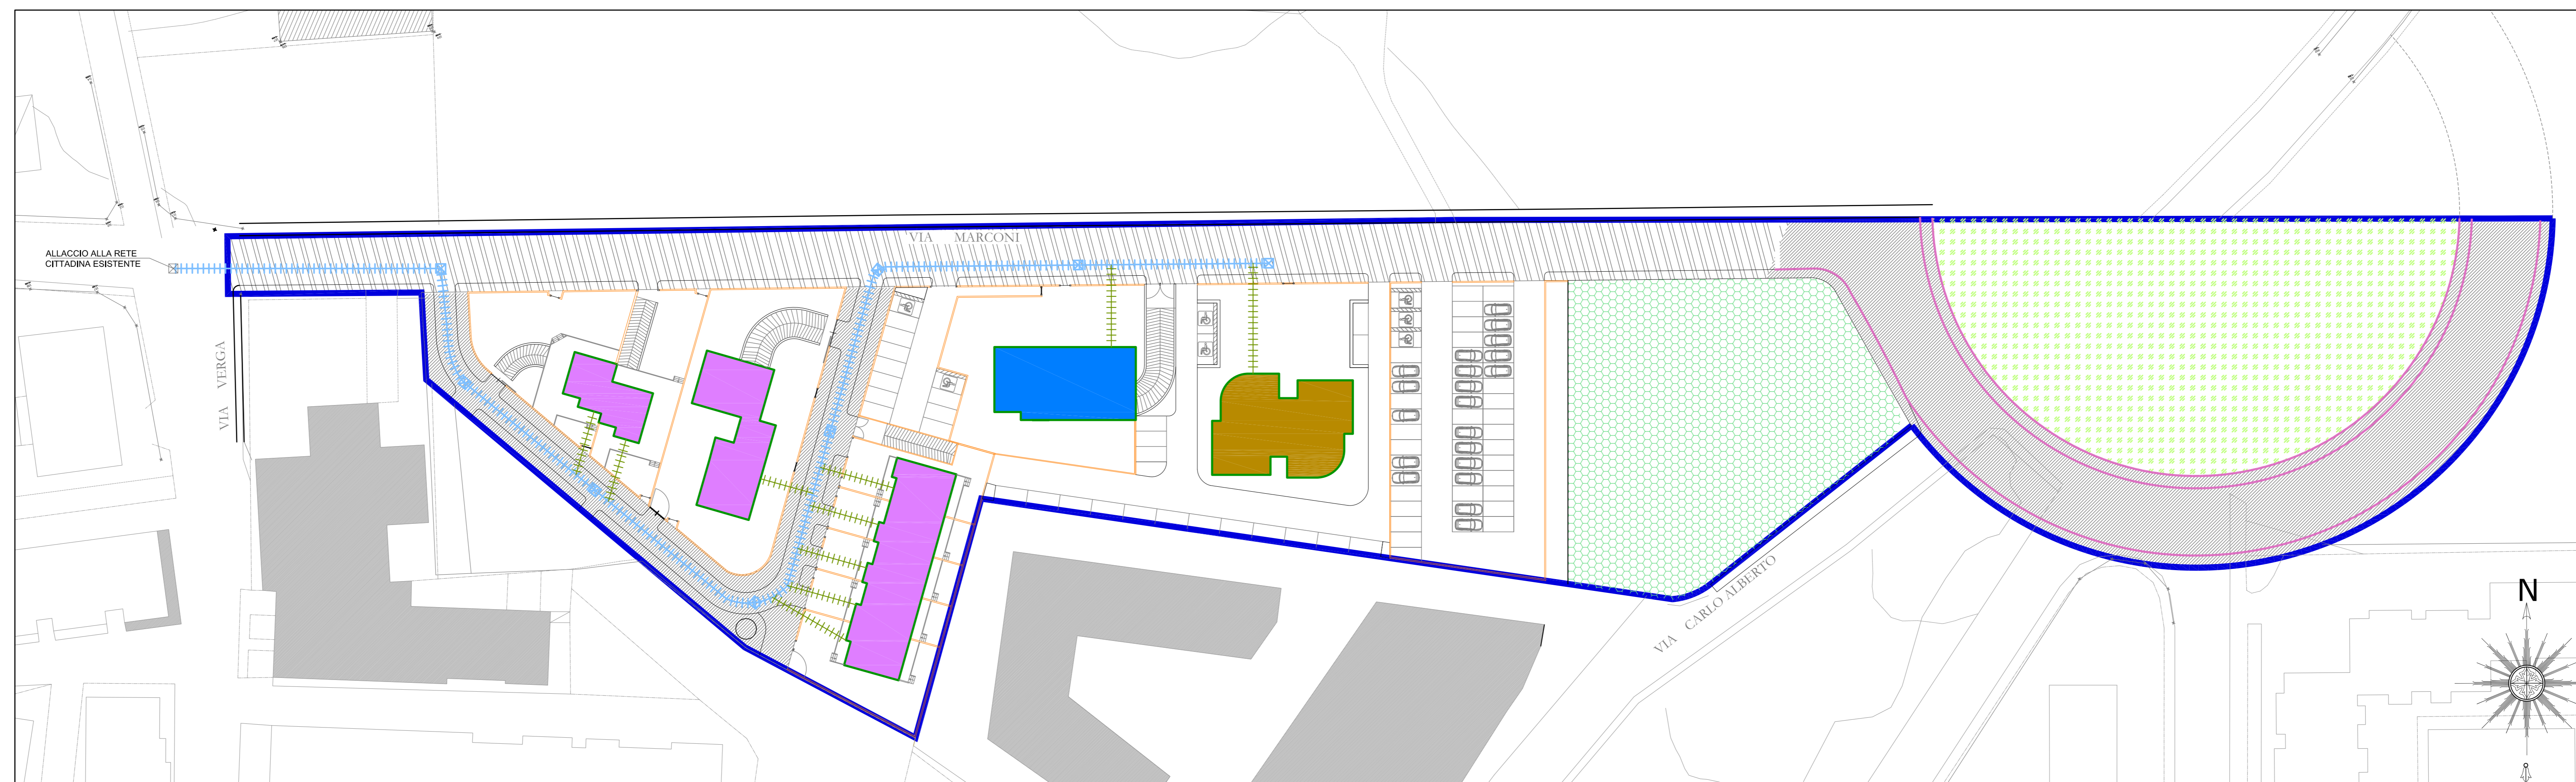 ALLACCIO ALLA RETE
CITTADINA ESISTENTE
VIA MARCONI
VIA VERGA
VIA CARLO ALBERTO
N